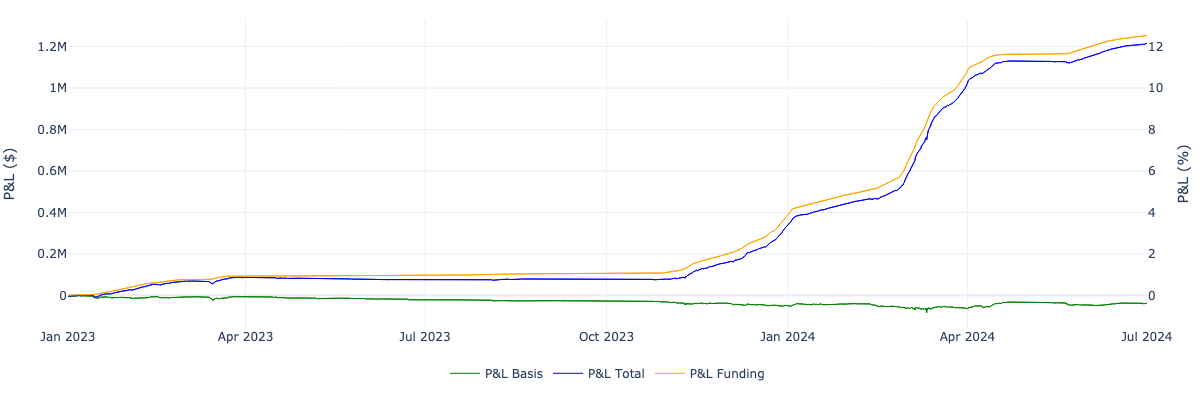 1.2M
1M
0.8M
0.6M
0.4M
0.2M
0
P&L ($)
12
10
8
6
4
2
0
P&L (%)
Jan 2023 Apr 2023 Jul 2023 Oct 2023 Jan 2024 Apr 2024 Jul 2024
P&L Basis P&L Total P&L Funding